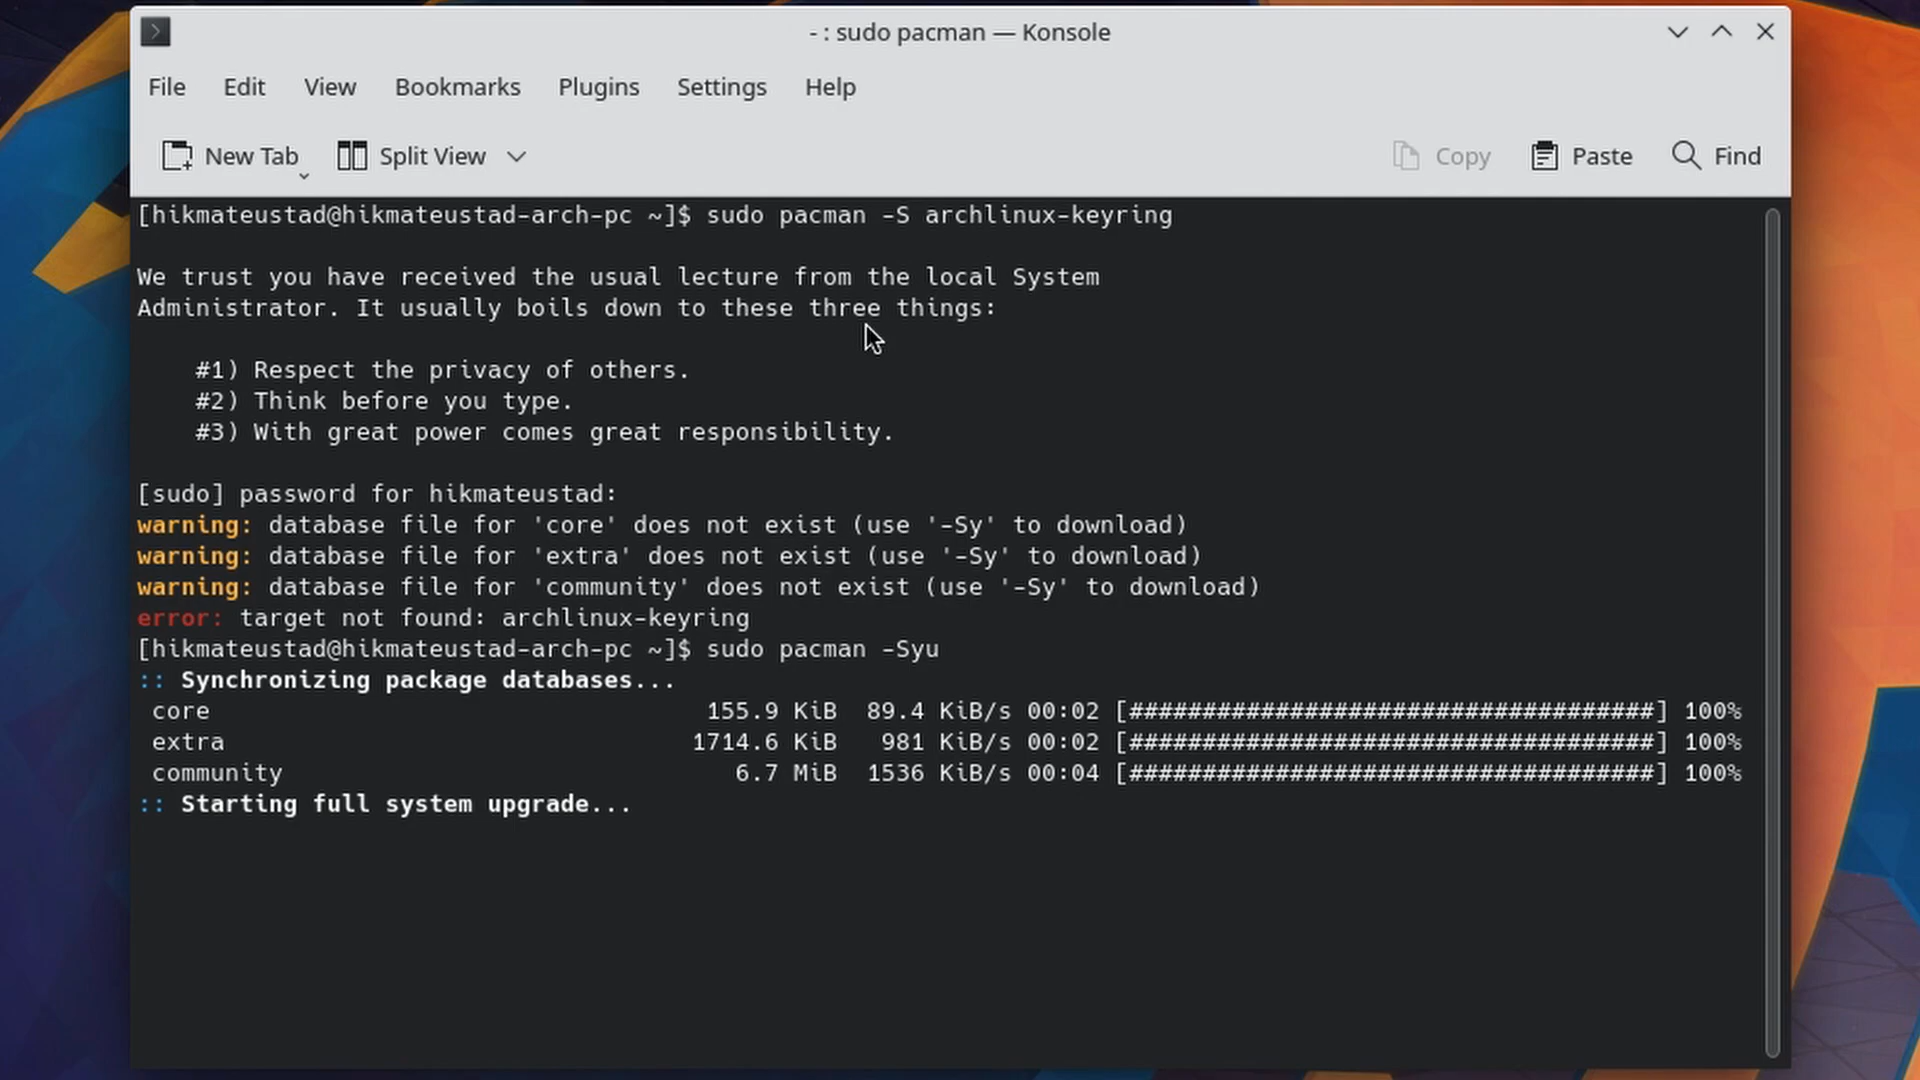 - : sudo pacman — Konsole
File Edit View Bookmarks Plugins Settings Help
New Tab Split View Copy Paste Find
[hikmateustad@hikmateustad-arch-pc ~]$ sudo pacman -S archlinux-keyring
We trust you have received the usual lecture from the local System
Administrator. It usually boils down to these three things:
#1) Respect the privacy of others.
#2) Think before you type.
#3) With great power comes great responsibility.
[sudo] password for hikmateustad:
warning: database file for 'core' does not exist (use '-Sy' to download)
warning: database file for 'extra' does not exist (use '-Sy' to download)
warning: database file for 'community' does not exist (use '-Sy' to download)
error: target not found: archlinux-keyring
[hikmateustad@hikmateustad-arch-pc ~]$ sudo pacman -Syu
:: Synchronizing package databases...
core 155.9 KiB 89.4 KiB/s 00:02 [####################################] 100%
extra 1714.6 KiB 981 KiB/s 00:02 [####################################] 100%
community 6.7 MiB 1536 KiB/s 00:04 [####################################] 100%
:: Starting full system upgrade...